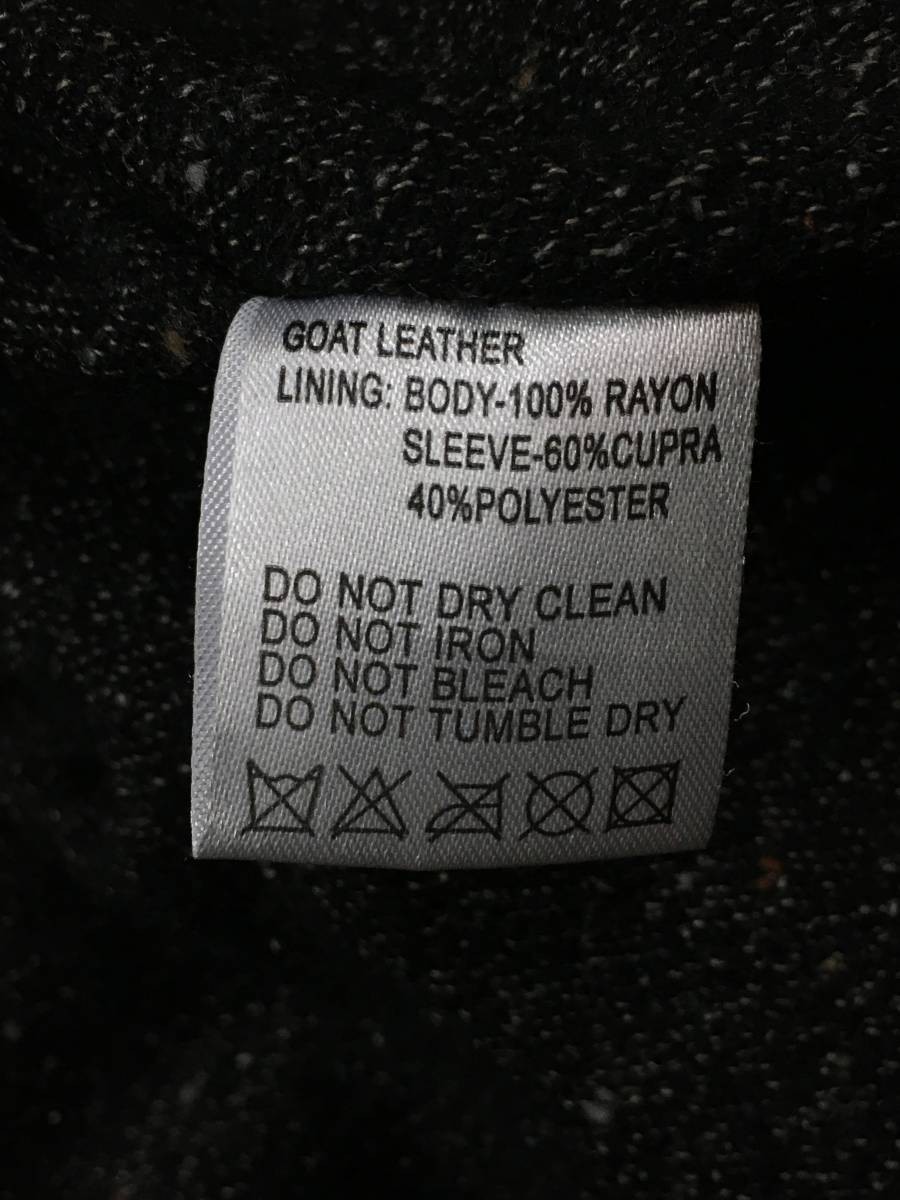 GOAT LEATHER
LINING: BODY-100% RAYON
SLEEVE-60%CUPRA
40%POLYESTER
DO NOT DRY CLEAN
DO NOT IRON
DO NOT BLEACH
DO NOT TUMBLE DRY